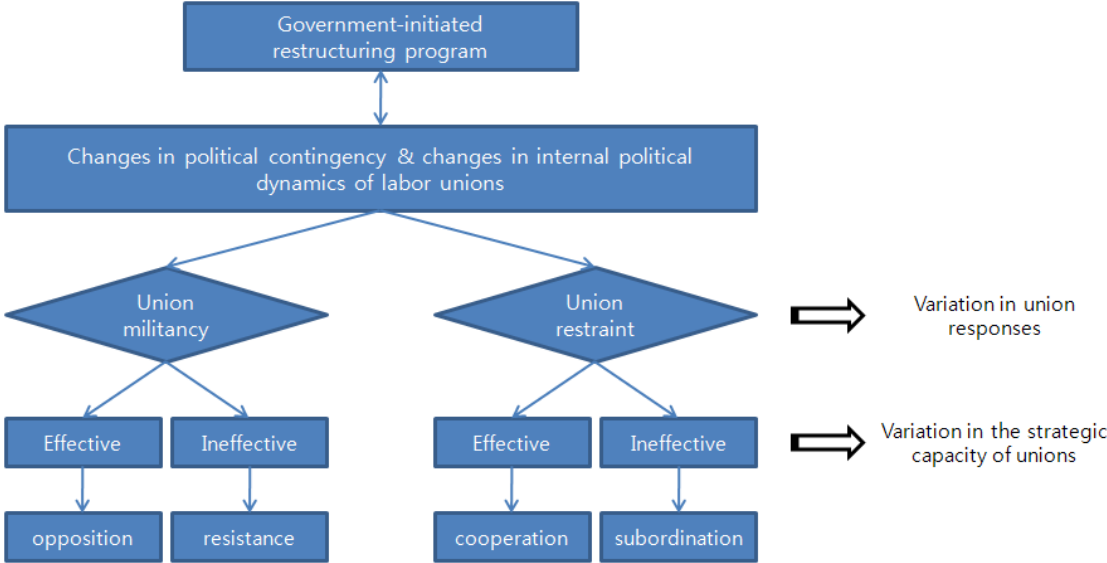 Government-initiated
restructuring program
Changes in political contingency & changes in internal political
dynamics of labor unions
Union
militancy
Union
restraint
Variation in union
responses
Effective
Ineffective
Effective
Ineffective
Variation in the strategic
capacity of unions
opposition
resistance
cooperation
subordination